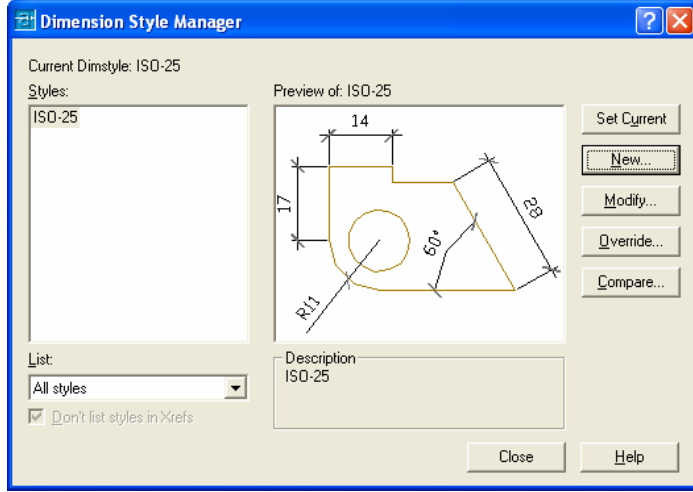 Dimension Style Manager
Current Dimstyle: ISO-25
Styles:
ISO-25
Preview of: ISO-25
14
17
28
60°
R11
Set Current
New...
Modify...
Override...
Compare...
List:
All styles
Don't list styles in Xrefs
Description
ISO-25
Close
Help